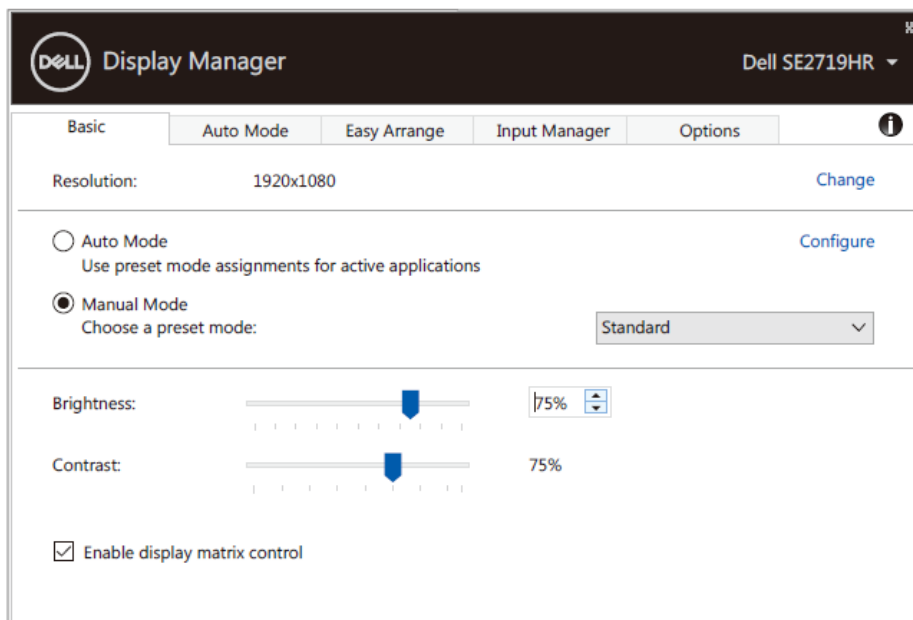 DELL Display Manager Dell SE2719HR
Basic Auto Mode Easy Arrange Input Manager Options
Resolution: 1920x1080 Change
Auto Mode Configure
Use preset mode assignments for active applications
Manual Mode
Choose a preset mode: Standard
Brightness: 75%
Contrast: 75%
Enable display matrix control